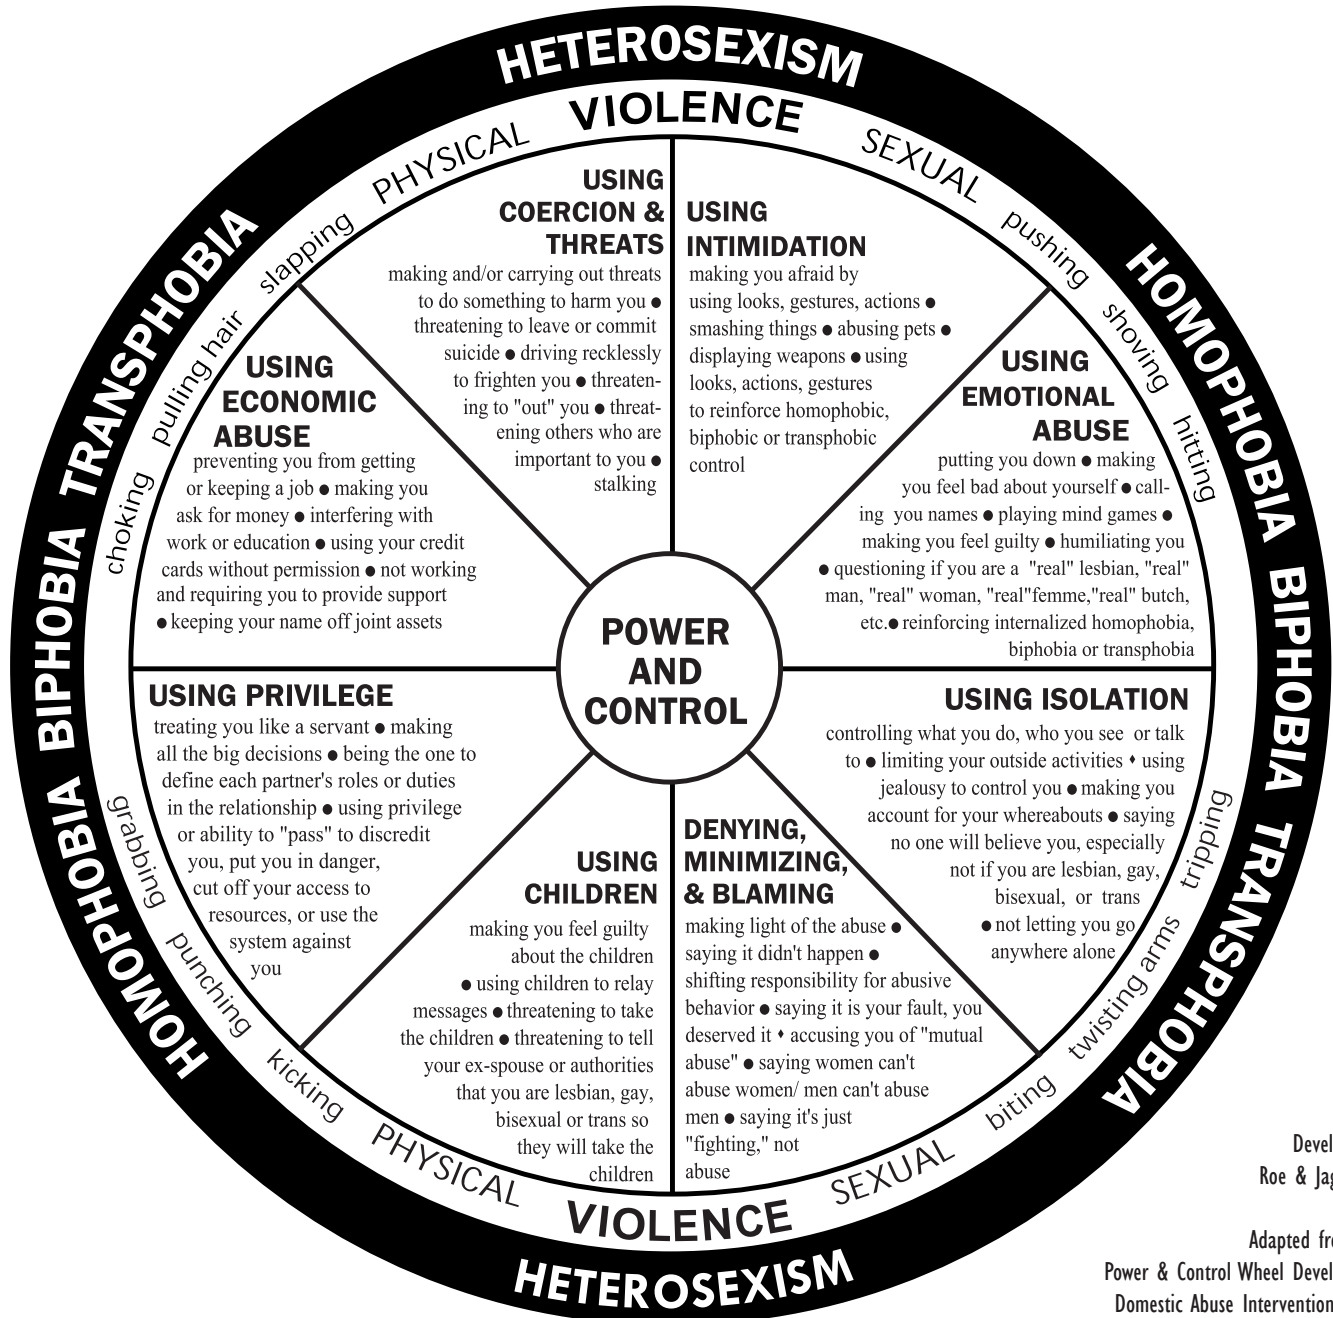 HETEROSEXISM
VIOLENCE
PHYSICAL
SEXUAL
slapping
pulling hair
choking
pushing
shoving
hitting
TRANSPHOBIA
BIPHOBIA
HOMOPHOBIA
HOMOPHOBIA
BIPHOBIA
TRANSPHOBIA
USING
COERCION &
THREATS
making and/or carrying out threats
to do something to harm you ●
threatening to leave or commit
suicide ● driving recklessly
to frighten you ● threaten-
ing to "out" you ● threat-
ening others who are
important to you ●
stalking
USING
INTIMIDATION
making you afraid by
using looks, gestures, actions ●
smashing things ● abusing pets ●
displaying weapons ● using
looks, actions, gestures
to reinforce homophobic,
biphobic or transphobic
control
USING
ECONOMIC
ABUSE
preventing you from getting
or keeping a job ● making you
ask for money ● interfering with
work or education ● using your credit
cards without permission ● not working
and requiring you to provide support
● keeping your name off joint assets
USING
EMOTIONAL
ABUSE
putting you down ● making
you feel bad about yourself ● call-
ing you names ● playing mind games ●
making you feel guilty ● humiliating you
● questioning if you are a "real" lesbian, "real"
man, "real" woman, "real"femme,"real" butch,
etc.● reinforcing internalized homophobia,
biphobia or transphobia
POWER
AND
CONTROL
USING PRIVILEGE
treating you like a servant ● making
all the big decisions ● being the one to
define each partner's roles or duties
in the relationship ● using privilege
or ability to "pass" to discredit
you, put you in danger,
cut off your access to
resources, or use the
system against
you
USING ISOLATION
controlling what you do, who you see or talk
to ● limiting your outside activities ♦ using
jealousy to control you ● making you
account for your whereabouts ● saying
no one will believe you, especially
not if you are lesbian, gay,
bisexual, or trans
● not letting you go
anywhere alone
USING
CHILDREN
making you feel guilty
about the children
● using children to relay
messages ● threatening to take
the children ● threatening to tell
your ex-spouse or authorities
that you are lesbian, gay,
bisexual or trans so
they will take the
children
DENYING,
MINIMIZING,
& BLAMING
making light of the abuse ●
saying it didn't happen ●
shifting responsibility for abusive
behavior ● saying it is your fault, you
deserved it ♦ accusing you of "mutual
abuse" ● saying women can't
abuse women/ men can't abuse
men ● saying it's just
"fighting," not
abuse
grabbing
punching
kicking
tripping
twisting arms
biting
PHYSICAL
VIOLENCE
SEXUAL
HETEROSEXISM
Roe &
Adapted
Power & Control Wheel
Domestic Abuse Intervention